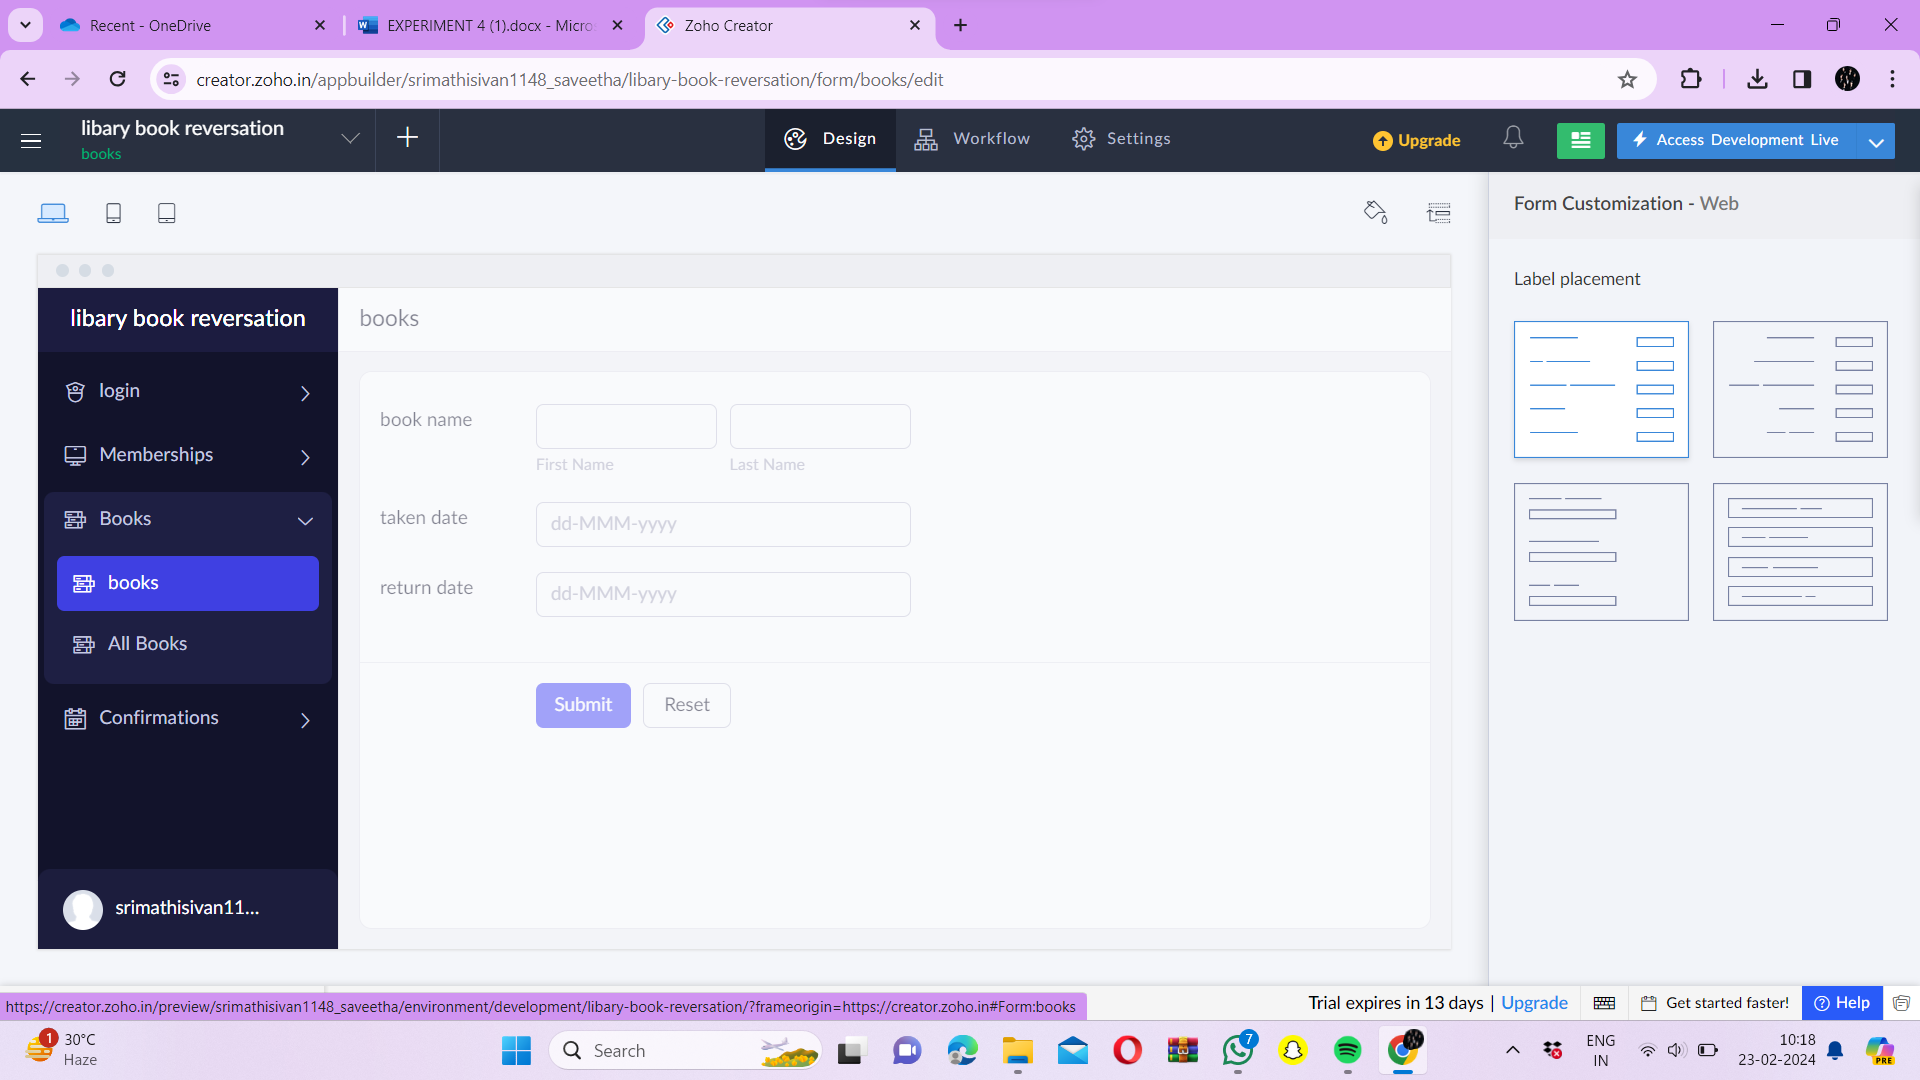 Recent - OneDrive
EXPERIMENT 4 (1).docx - Micro
Zoho Creator
creator.zoho.in/appbuilder/srimathisivan1148_saveetha/libary-book-reversation/form/books/edit
libary book reversation
books
Design
Workflow
Settings
Upgrade
Access Development Live
Form Customization - Web
Label placement
libary book reversation
login
Memberships
Books
books
All Books
Confirmations
srimathisivan11...
books
book name
First Name
Last Name
taken date
dd-MMM-yyyy
return date
dd-MMM-yyyy
Submit
Reset
https://creator.zoho.in/preview/srimathisivan1148_saveetha/environment/development/libary-book-reversation/?frameorigin=https://creator.zoho.in#Form:books
Trial expires in 13 days | Upgrade
Get started faster!
Help
1
30°C
Haze
Search
7
ENG
IN
10:18
23-02-2024
PRE